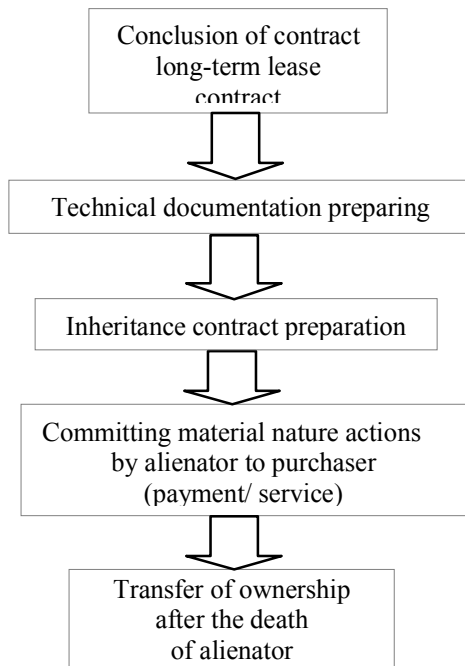 Conclusion of contract
long-term lease
contract
Technical documentation preparing
Inheritance contract preparation
Committing material nature actions
by alienator to purchaser
(payment/ service)
Transfer of ownership
after the death
of alienator